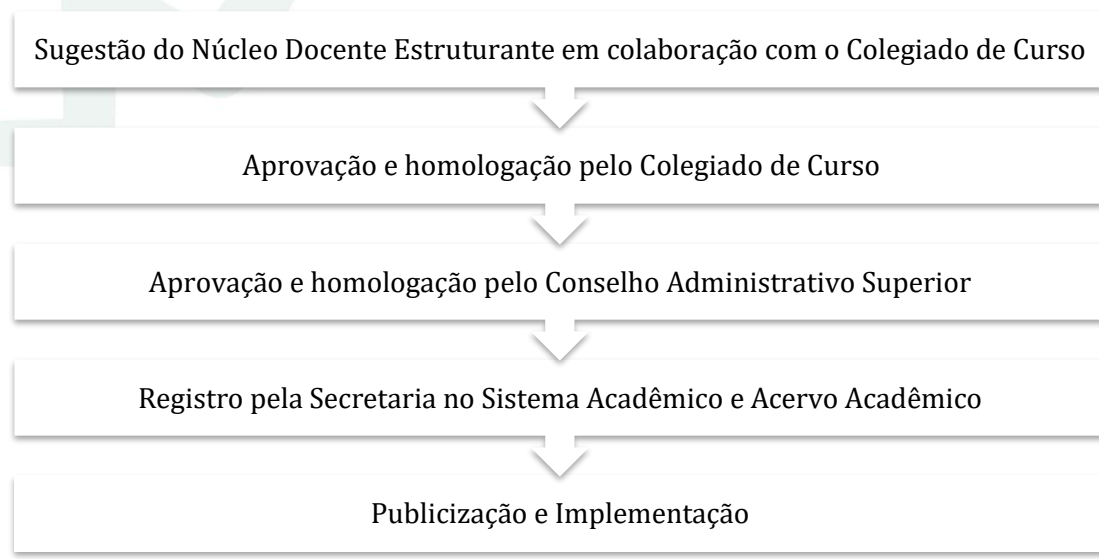 Sugestão do Núcleo Docente Estruturante em colaboração com o Colegiado de Curso
Aprovação e homologação pelo Colegiado de Curso
Aprovação e homologação pelo Conselho Administrativo Superior
Registro pela Secretaria no Sistema Acadêmico e Acervo Acadêmico
Publicização e Implementação